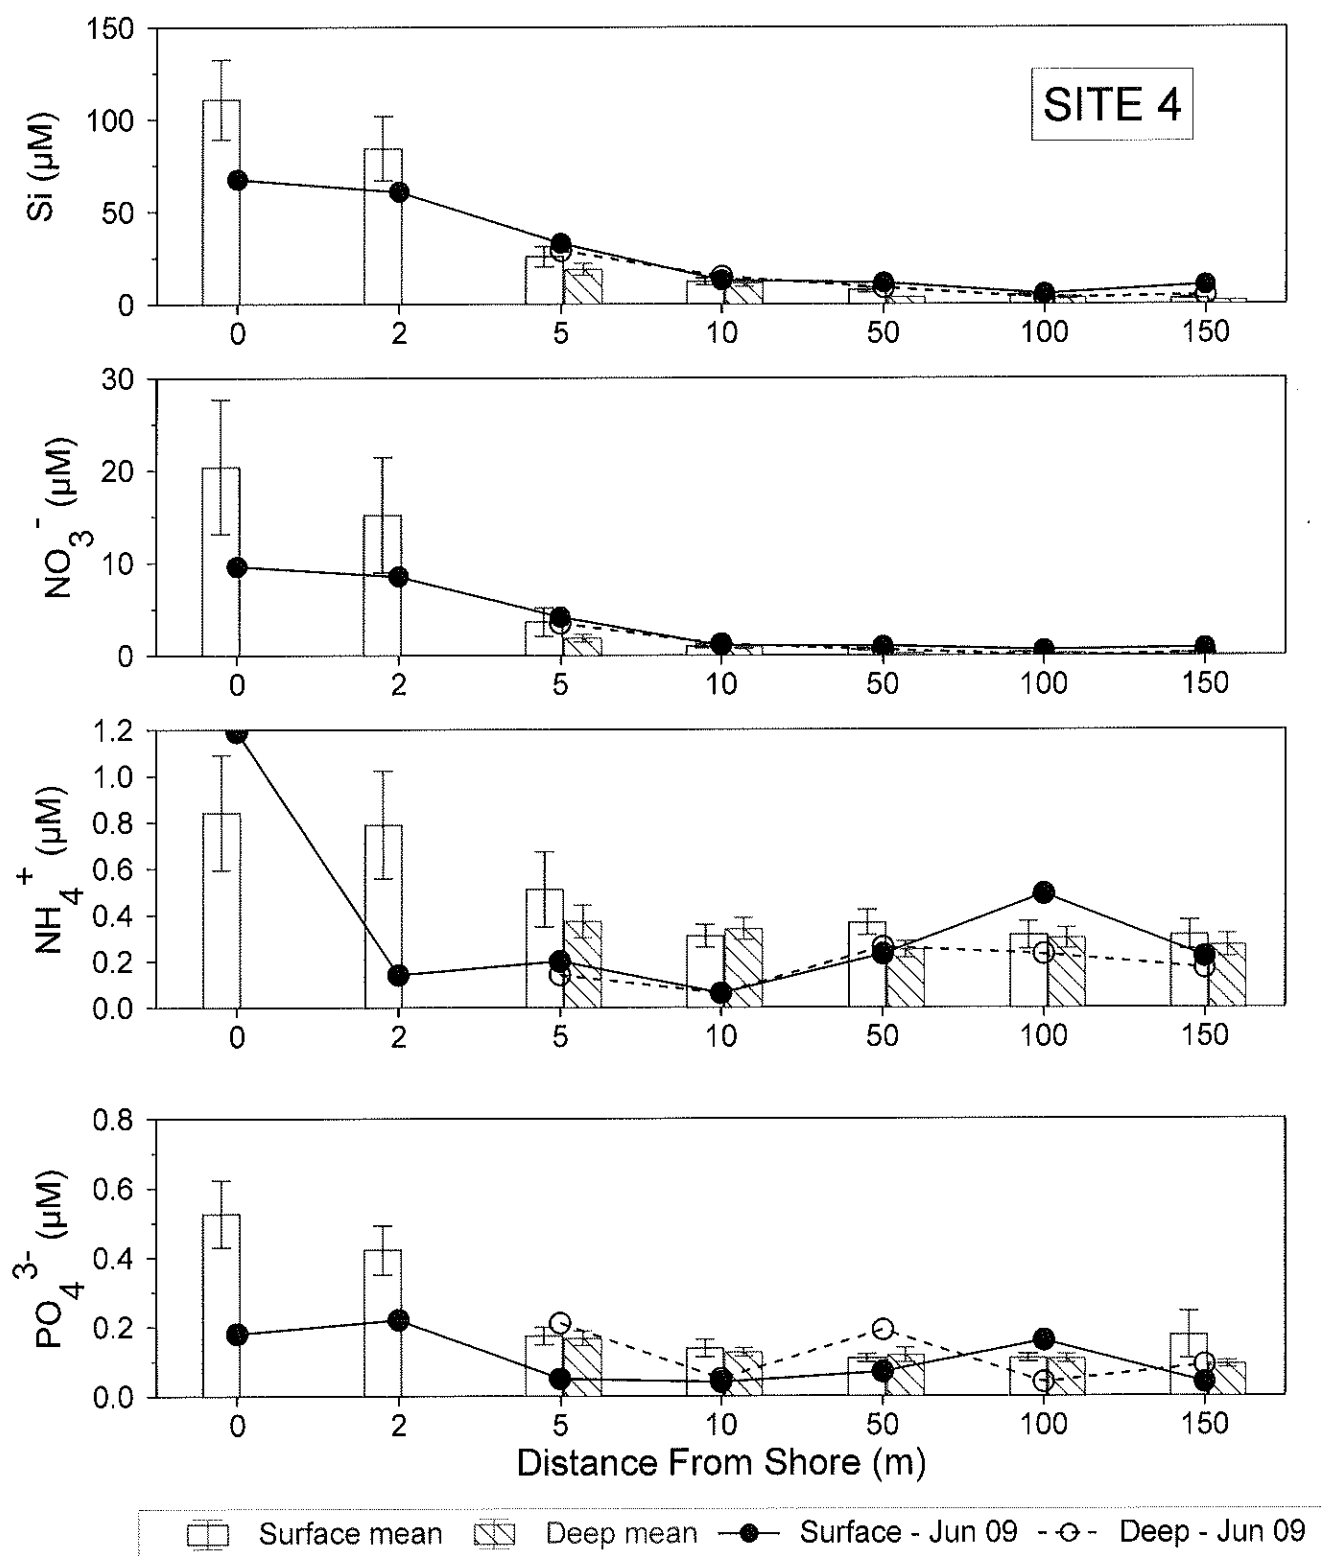 SITE 4
Si (µM)
150
100
50
0
0 2 5 10 50 100 150
NO3- (µM)
30
20
10
0
0 2 5 10 50 100 150
NH4+ (µM)
1.2
1.0
0.8
0.6
0.4
0.2
0.0
0 2 5 10 50 100 150
PO43- (µM)
0.8
0.6
0.4
0.2
0.0
0 2 5 10 50 100 150
Distance From Shore (m)
Surface mean Deep mean Surface - Jun 09 Deep - Jun 09